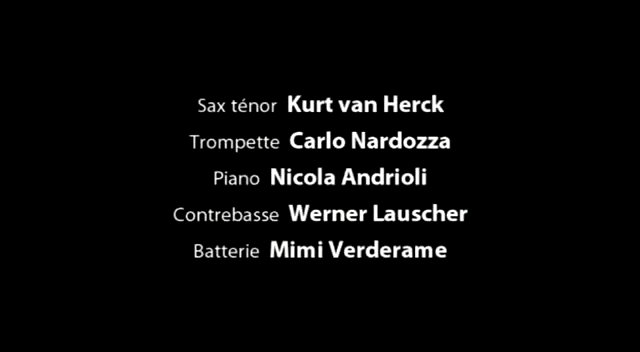 Sax ténor Kurt van Herck
Trompette Carlo Nardozza
Piano Nicola Andrioli
Contrebasse Werner Lauscher
Batterie Mimi Verderame